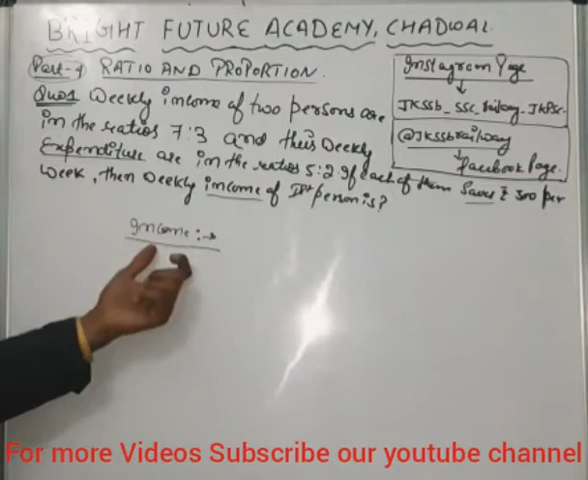 BRIGHT FUTURE ACADEMY, CHADWAL
Part-1 RATIO AND PROPORTION.
Instagram Page
JKSSb_SSC_Railway_JKPSC.
@JKSSbrailway
facebook Page.
Ques Weekly income of two persons are
in the ratios 7:3 and their weekly
Expenditure are in the ratios 5:2. If each of them Saves ₹ 300 per
week, then weekly income of Ist person is?
Income:→
For more Videos Subscribe our youtube channel